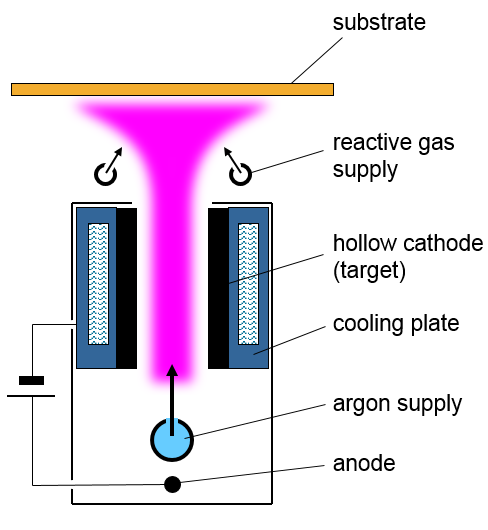 substrate
reactive gas
supply
hollow cathode
(target)
cooling plate
argon supply
anode